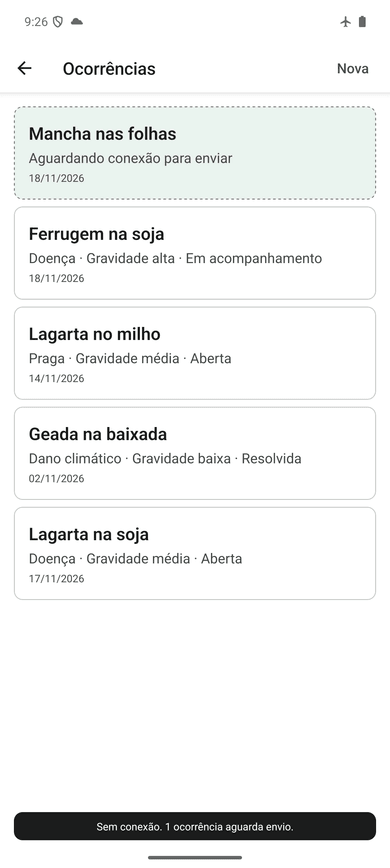 9:26
Ocorrências
Nova
Mancha nas folhas
Aguardando conexão para enviar
18/11/2026
Ferrugem na soja
Doença · Gravidade alta · Em acompanhamento
18/11/2026
Lagarta no milho
Praga · Gravidade média · Aberta
14/11/2026
Geada na baixada
Dano climático · Gravidade baixa · Resolvida
02/11/2026
Lagarta na soja
Doença · Gravidade média · Aberta
17/11/2026
Sem conexão. 1 ocorrência aguarda envio.